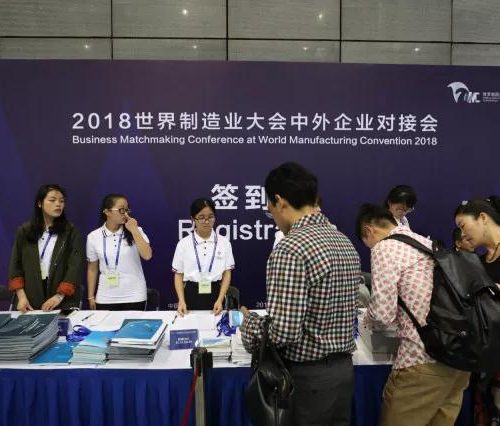 2018世界制造业大会中外企业对接会
Business Matchmaking Conference at World Manufacturing Convention 2018
签到
Registra